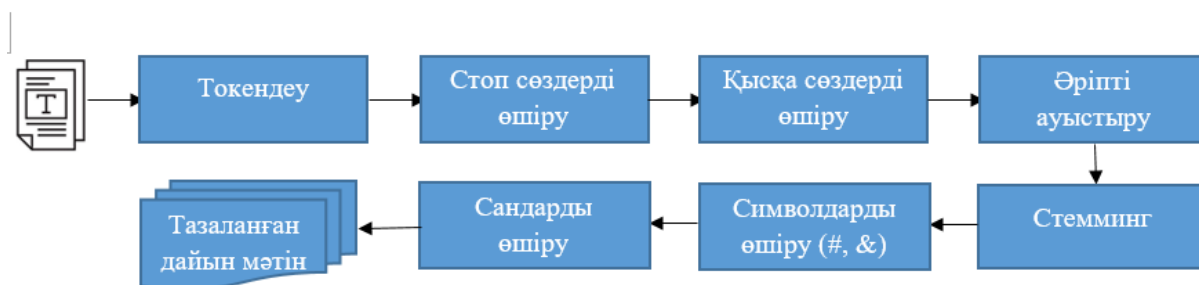 T
Токендеу
Стоп сөздерді
өшіру
Қысқа сөздерді
өшіру
Әріпті
ауыстыру
Стемминг
Символдарды
өшіру (#, &)
Сандарды
өшіру
Тазаланған
дайын мәтін